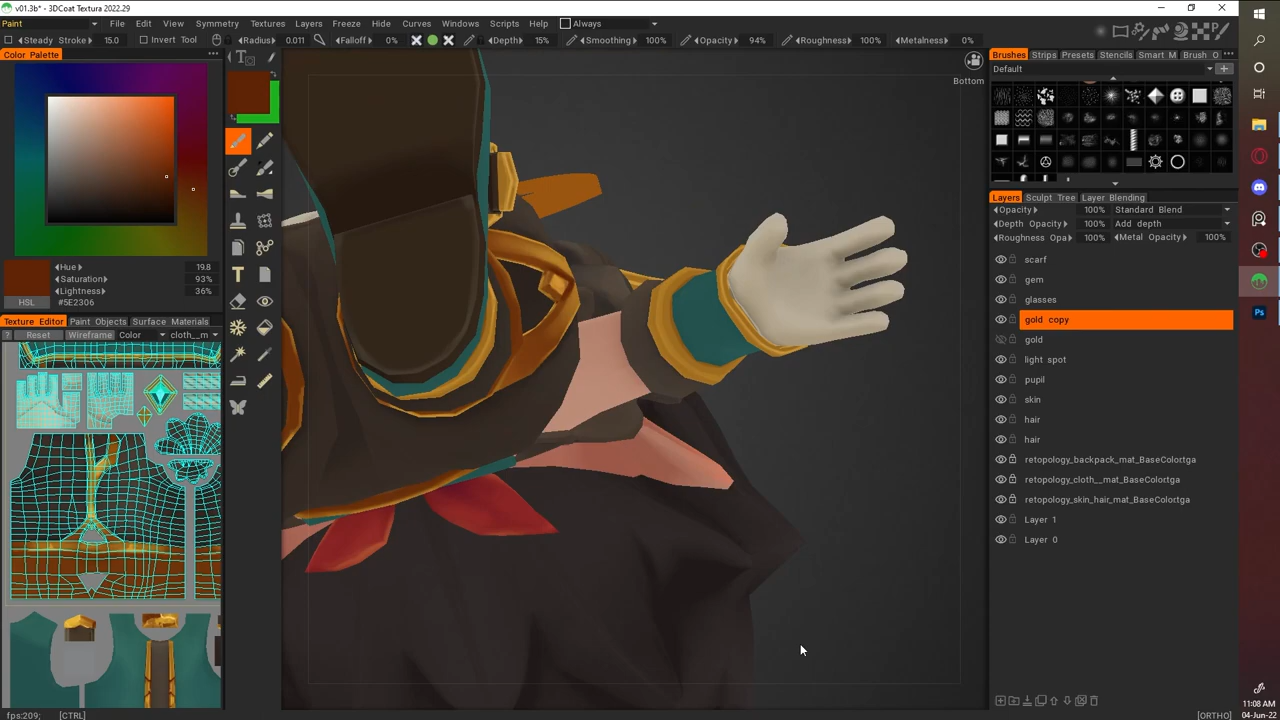 v01.3b* - 3DCoat Textura 2022.29
Paint File Edit View Symmetry Textures Layers Freeze Hide Curves Windows Scripts Help Always
Steady Stroke 15.0 Invert Tool Radius 0.011 Falloff 0% Depth 15% Smoothing 100% Opacity 94% Roughness 100% Metalness 0%
Color Palette
Brushes Strips Presets Stencils Smart M Brush O
Default
Bottom
Layers Sculpt Tree Layer Blending
Opacity 100% Standard Blend
Depth Opacity 100% Add depth
Roughness Opa 100% Metal Opacity 100%
scarf
gem
glasses
gold copy
gold
light spot
pupil
skin
hair
hair
retopology_backpack_mat_BaseColortga
retopology_cloth__mat_BaseColortga
retopology_skin_hair_mat_BaseColortga
Layer 1
Layer 0
Hue 19.8
Saturation 93%
Lightness 36%
HSL #5E2306
Texture Editor Paint Objects Surface Materials
? Reset Wireframe Color cloth__m
fps:209; [CTRL]
[ORTHO]
11:08 AM
04-Jun-22